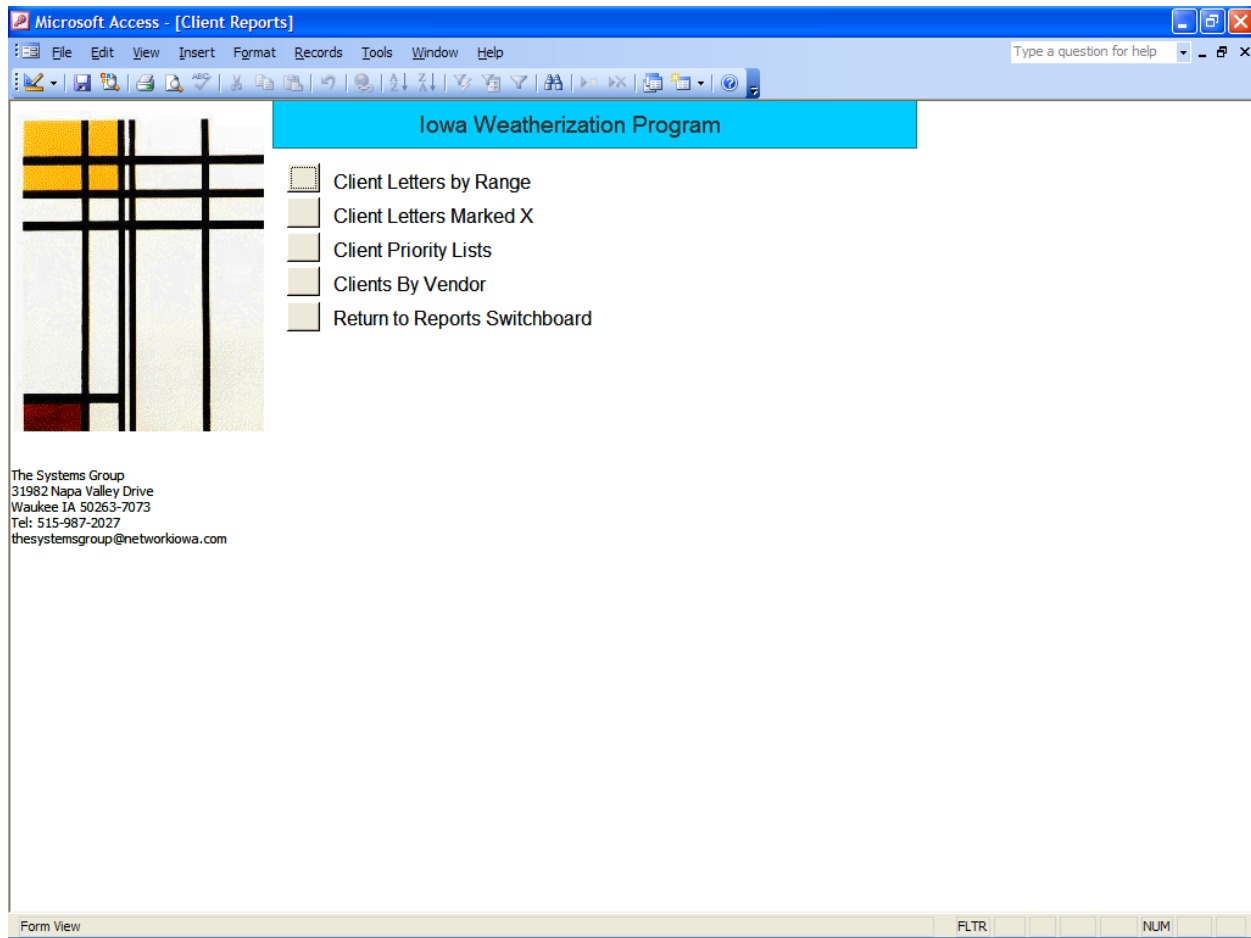 Microsoft Access - [Client Reports]
File Edit View Insert Format Records Tools Window Help
Type a question for help
Iowa Weatherization Program
Client Letters by Range
Client Letters Marked X
Client Priority Lists
Clients By Vendor
Return to Reports Switchboard
The Systems Group
31982 Napa Valley Drive
Waukee IA 50263-7073
Tel: 515-987-2027
thesystemsgroup@networkiowa.com
Form View FLTR NUM